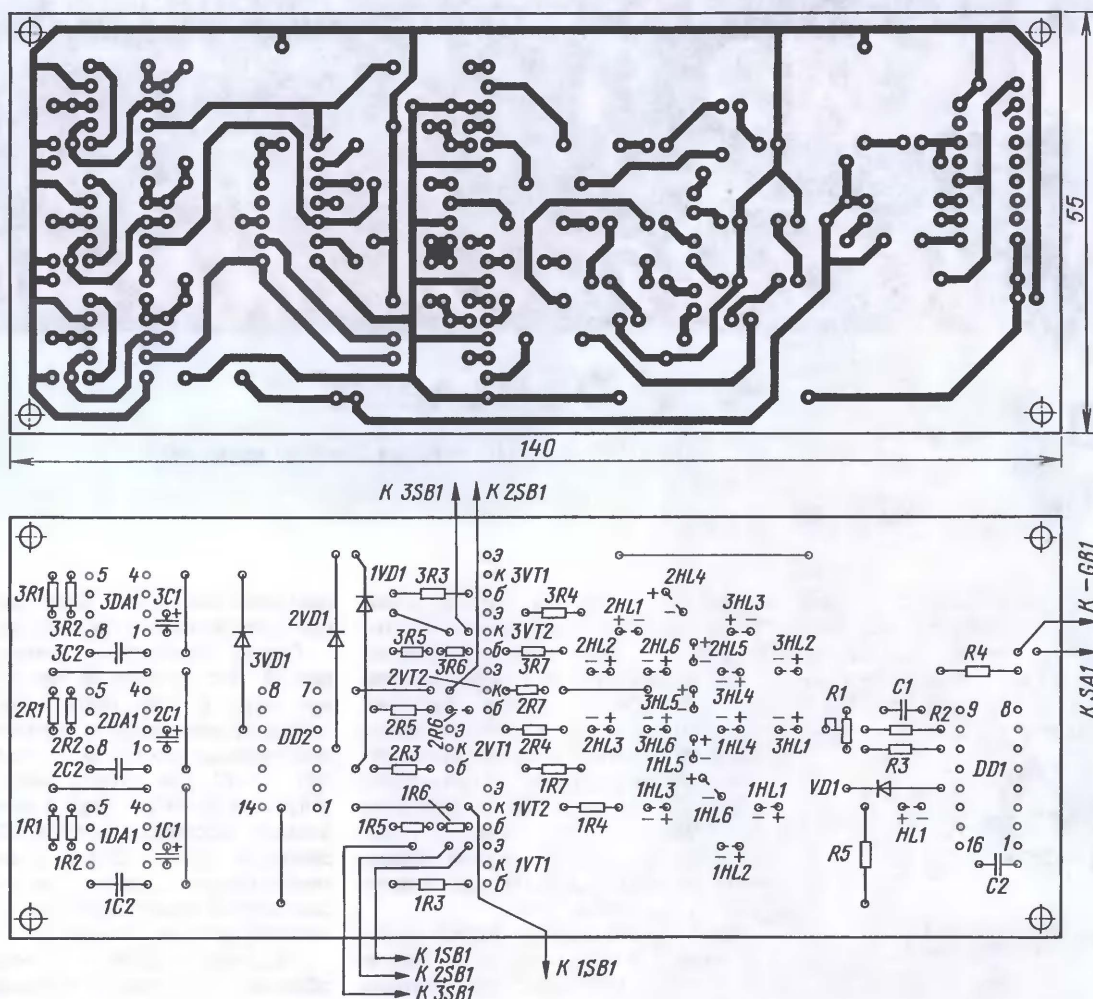 55
140
К 3SB1 К 2SB1
К -GB1
К SA1
5 4 3C1
3R1 3DA1
3R2 8 1
3C2
3VD1
2VD1
1VD1 3R3
э
к 3VT1
б
э
к 3VT2
б
3R5
3R6
3R4
3R7
2HL4
2HL1 3HL3
2HL2 2HL6 2HL5 3HL2
3HL5 3HL4
2HL3 3HL6 1HL4 3HL1
1HL5
1HL3 1HL6 1HL1
1HL2
5 4
2R1 2DA1 2C1
2R2 8 1
2C2
8 7
DD2
14 1
2VT2
к
б
2R5
2R6
2R7
э
к 2VT1
б
2R4
2R3
1R7
5 4
1R1 1DA1 1C1
1R2 8 1
1C2
1R6
1R5
э
1VT2
б
э
к 1VT1
б
1R4
1R3
R4
R1 C1 R2
R3
9 8
DD1
16 1
VD1
HL1
R5
C2
К 1SB1
К 2SB1
К 3SB1
К 1SB1